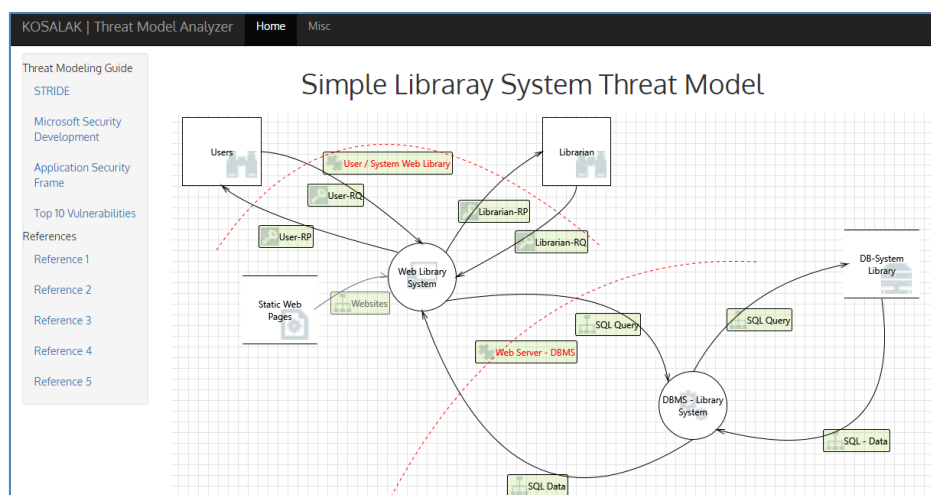 KOSALAK | Threat Model Analyzer Home Misc
Threat Modeling Guide
STRIDE
Microsoft Security
Development
Application Security
Frame
Top 10 Vulnerabilities
References
Reference 1
Reference 2
Reference 3
Reference 4
Reference 5
Simple Libraray System Threat Model
Users
User / System Web Library
Librarian
User-RQ
Librarian-RP
User-RP
Librarian-RQ
DB-System
Library
Web Library
System
Static Web
Pages
Websites
SQL Query
SQL Query
Web Server - DBMS
DBMS - Library
System
SQL - Data
SQL Data